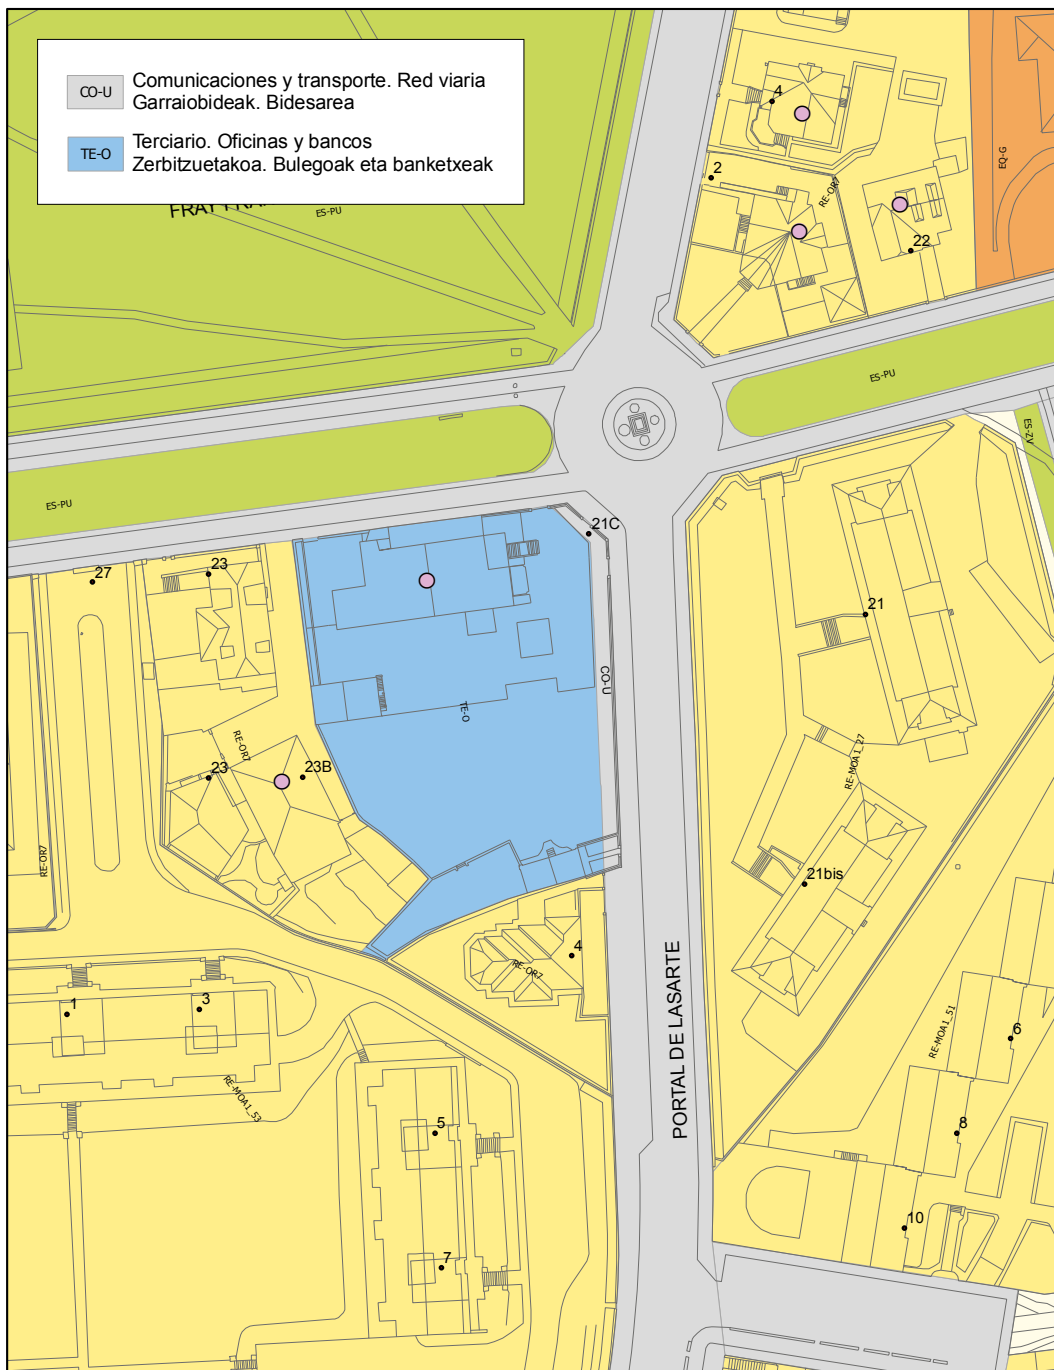 CO-U
Comunicaciones y transporte. Red viaria
Garraiobideak. Bidesarea
TE-O
Terciario. Oficinas y bancos
Zerbitzuetakoa. Bulegoak eta banketxeak
ES-PU
4
2
RE-OR7
EQ-G
22
ES-PU
ES-ZV
ES-PU
21C
27
23
21
CO-U
TE-O
RE-OR7
23
23B
RE-MOA1_27
RE-OR7
21bis
4
RE-OR7
PORTAL DE LASARTE
1
3
RE-MOA1_53
RE-MOA1_51
6
5
8
10
7